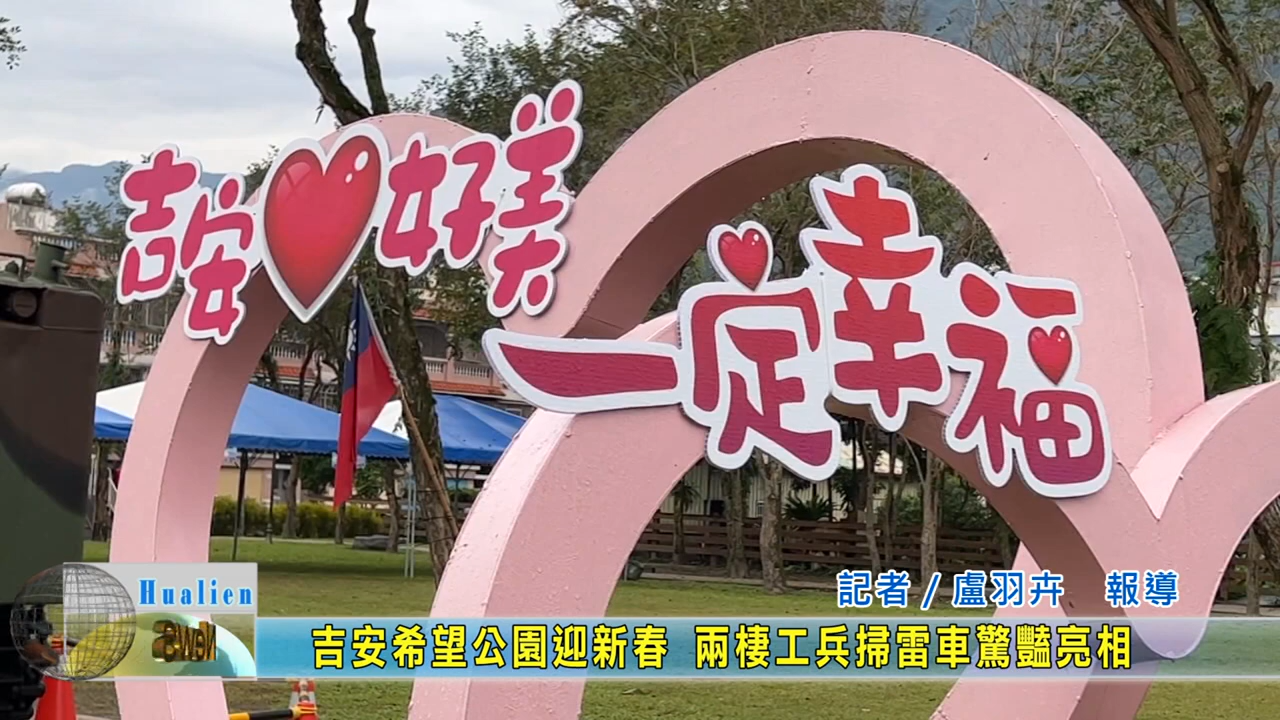 吉安好美
一定幸福
記者/盧羽卉 報導
Hualien
News
吉安希望公園迎新春 兩棲工兵掃雷車驚豔亮相